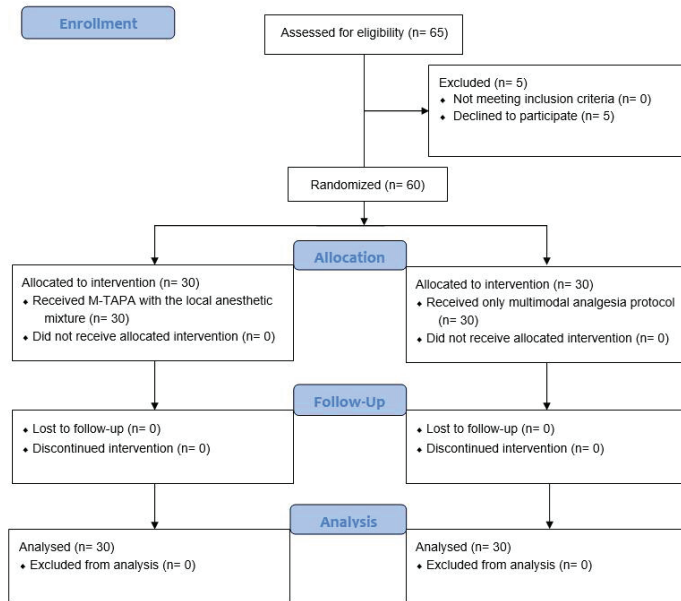 Enrollment
Assessed for eligibility (n= 65)
Excluded (n= 5)
⬥ Not meeting inclusion criteria (n= 0)
⬥ Declined to participate (n= 5)
Randomized (n= 60)
Allocation
Allocated to intervention (n= 30)
⬥ Received M-TAPA with the local anesthetic
mixture (n= 30)
⬥ Did not receive allocated intervention (n= 0)
Allocated to intervention (n= 30)
⬥ Received only multimodal analgesia protocol
(n= 30)
⬥ Did not receive allocated intervention (n= 0)
Follow-Up
⬥ Lost to follow-up (n= 0)
⬥ Discontinued intervention (n= 0)
⬥ Lost to follow-up (n= 0)
⬥ Discontinued intervention (n= 0)
Analysis
Analysed (n= 30)
⬥ Excluded from analysis (n= 0)
Analysed (n= 30)
⬥ Excluded from analysis (n= 0)